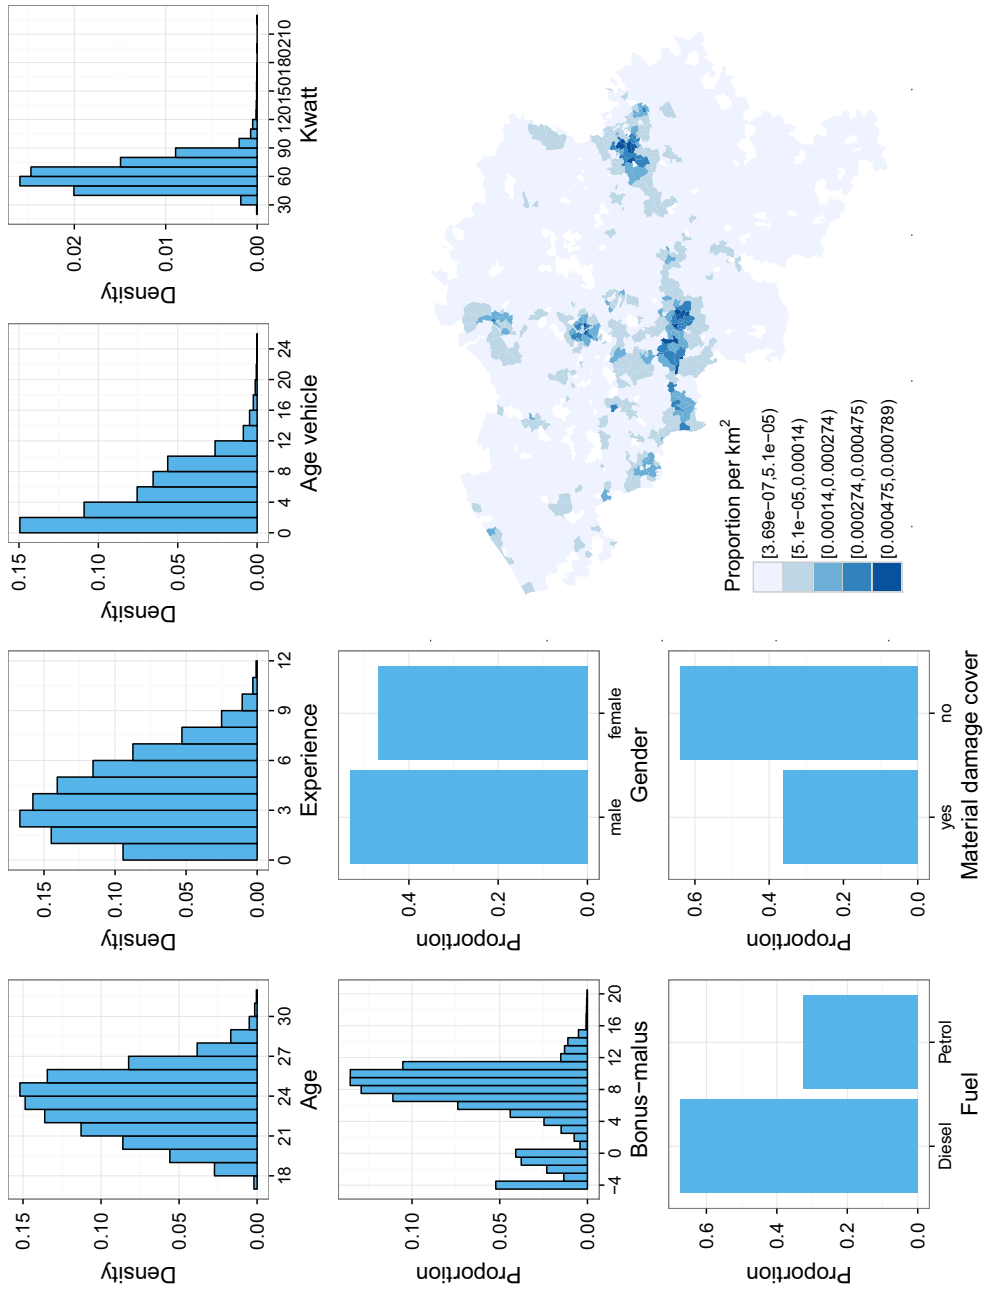 Density
0.15
0.10
0.05
0.00
18 21 24 27 30
Age
Density
0.15
0.10
0.05
0.00
0 3 6 9 12
Experience
Density
0.15
0.10
0.05
0.00
0 4 8 12 16 20 24
Age vehicle
Density
0.02
0.01
0.00
30 60 90 120 150 180 210
Kwatt
Proportion
0.10
0.05
0.00
−4 0 4 8 12 16 20
Bonus−malus
Proportion
0.4
0.2
0.0
male female
Gender
Proportion
0.6
0.4
0.2
0.0
Diesel Petrol
Fuel
Proportion
0.6
0.4
0.2
0.0
yes no
Material damage cover
Proportion per km²
[3.69e−07,5.1e−05)
[5.1e−05,0.00014)
[0.00014,0.000274)
[0.000274,0.000475)
[0.000475,0.000789)